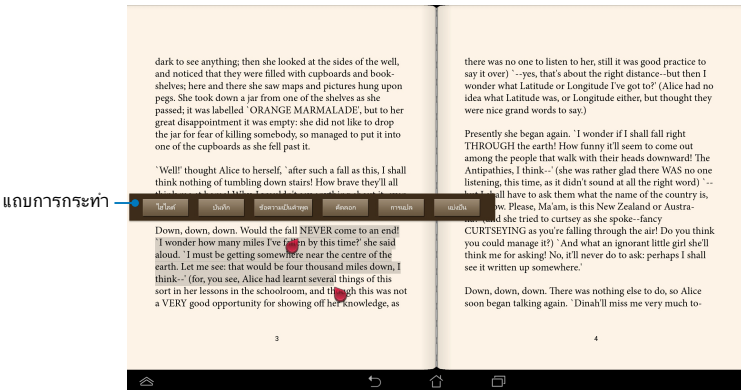 dark to see anything; then she looked at the sides of the well,
and noticed that they were filled with cupboards and book-
shelves; here and there she saw maps and pictures hung upon
pegs. She took down a jar from one of the shelves as she
passed; it was labelled `ORANGE MARMALADE', but to her
great disappointment it was empty: she did not like to drop
the jar for fear of killing somebody, so managed to put it into
one of the cupboards as she fell past it.
`Well!' thought Alice to herself, `after such a fall as this, I shall
think nothing of tumbling down stairs! How brave they'll all
แถบการกระทำ
ไฮไลต์ บันทึก ข้อความเป็นคำพูด คัดลอก การแปล แบ่งปัน
Down, down, down. Would the fall NEVER come to an end!
`I wonder how many miles I've fallen by this time?' she said
aloud. `I must be getting somewhere near the centre of the
earth. Let me see: that would be four thousand miles down, I
think--' (for, you see, Alice had learnt several things of this
sort in her lessons in the schoolroom, and though this was not
a VERY good opportunity for showing off her knowledge, as
3
there was no one to listen to her, still it was good practice to
say it over) `--yes, that's about the right distance--but then I
wonder what Latitude or Longitude I've got to?' (Alice had no
idea what Latitude was, or Longitude either, but thought they
were nice grand words to say.)
Presently she began again. `I wonder if I shall fall right
THROUGH the earth! How funny it'll seem to come out
among the people that walk with their heads downward! The
Antipathies, I think--' (she was rather glad there WAS no one
listening, this time, as it didn't sound at all the right word) `--
but I shall have to ask them what the name of the country is,
Please, Ma'am, is this New Zealand or Austra-
she tried to curtsey as she spoke--fancy
CURTSEYING as you're falling through the air! Do you think
you could manage it?) `And what an ignorant little girl she'll
think me for asking! No, it'll never do to ask: perhaps I shall
see it written up somewhere.'
Down, down, down. There was nothing else to do, so Alice
soon began talking again. `Dinah'll miss me very much to-
4